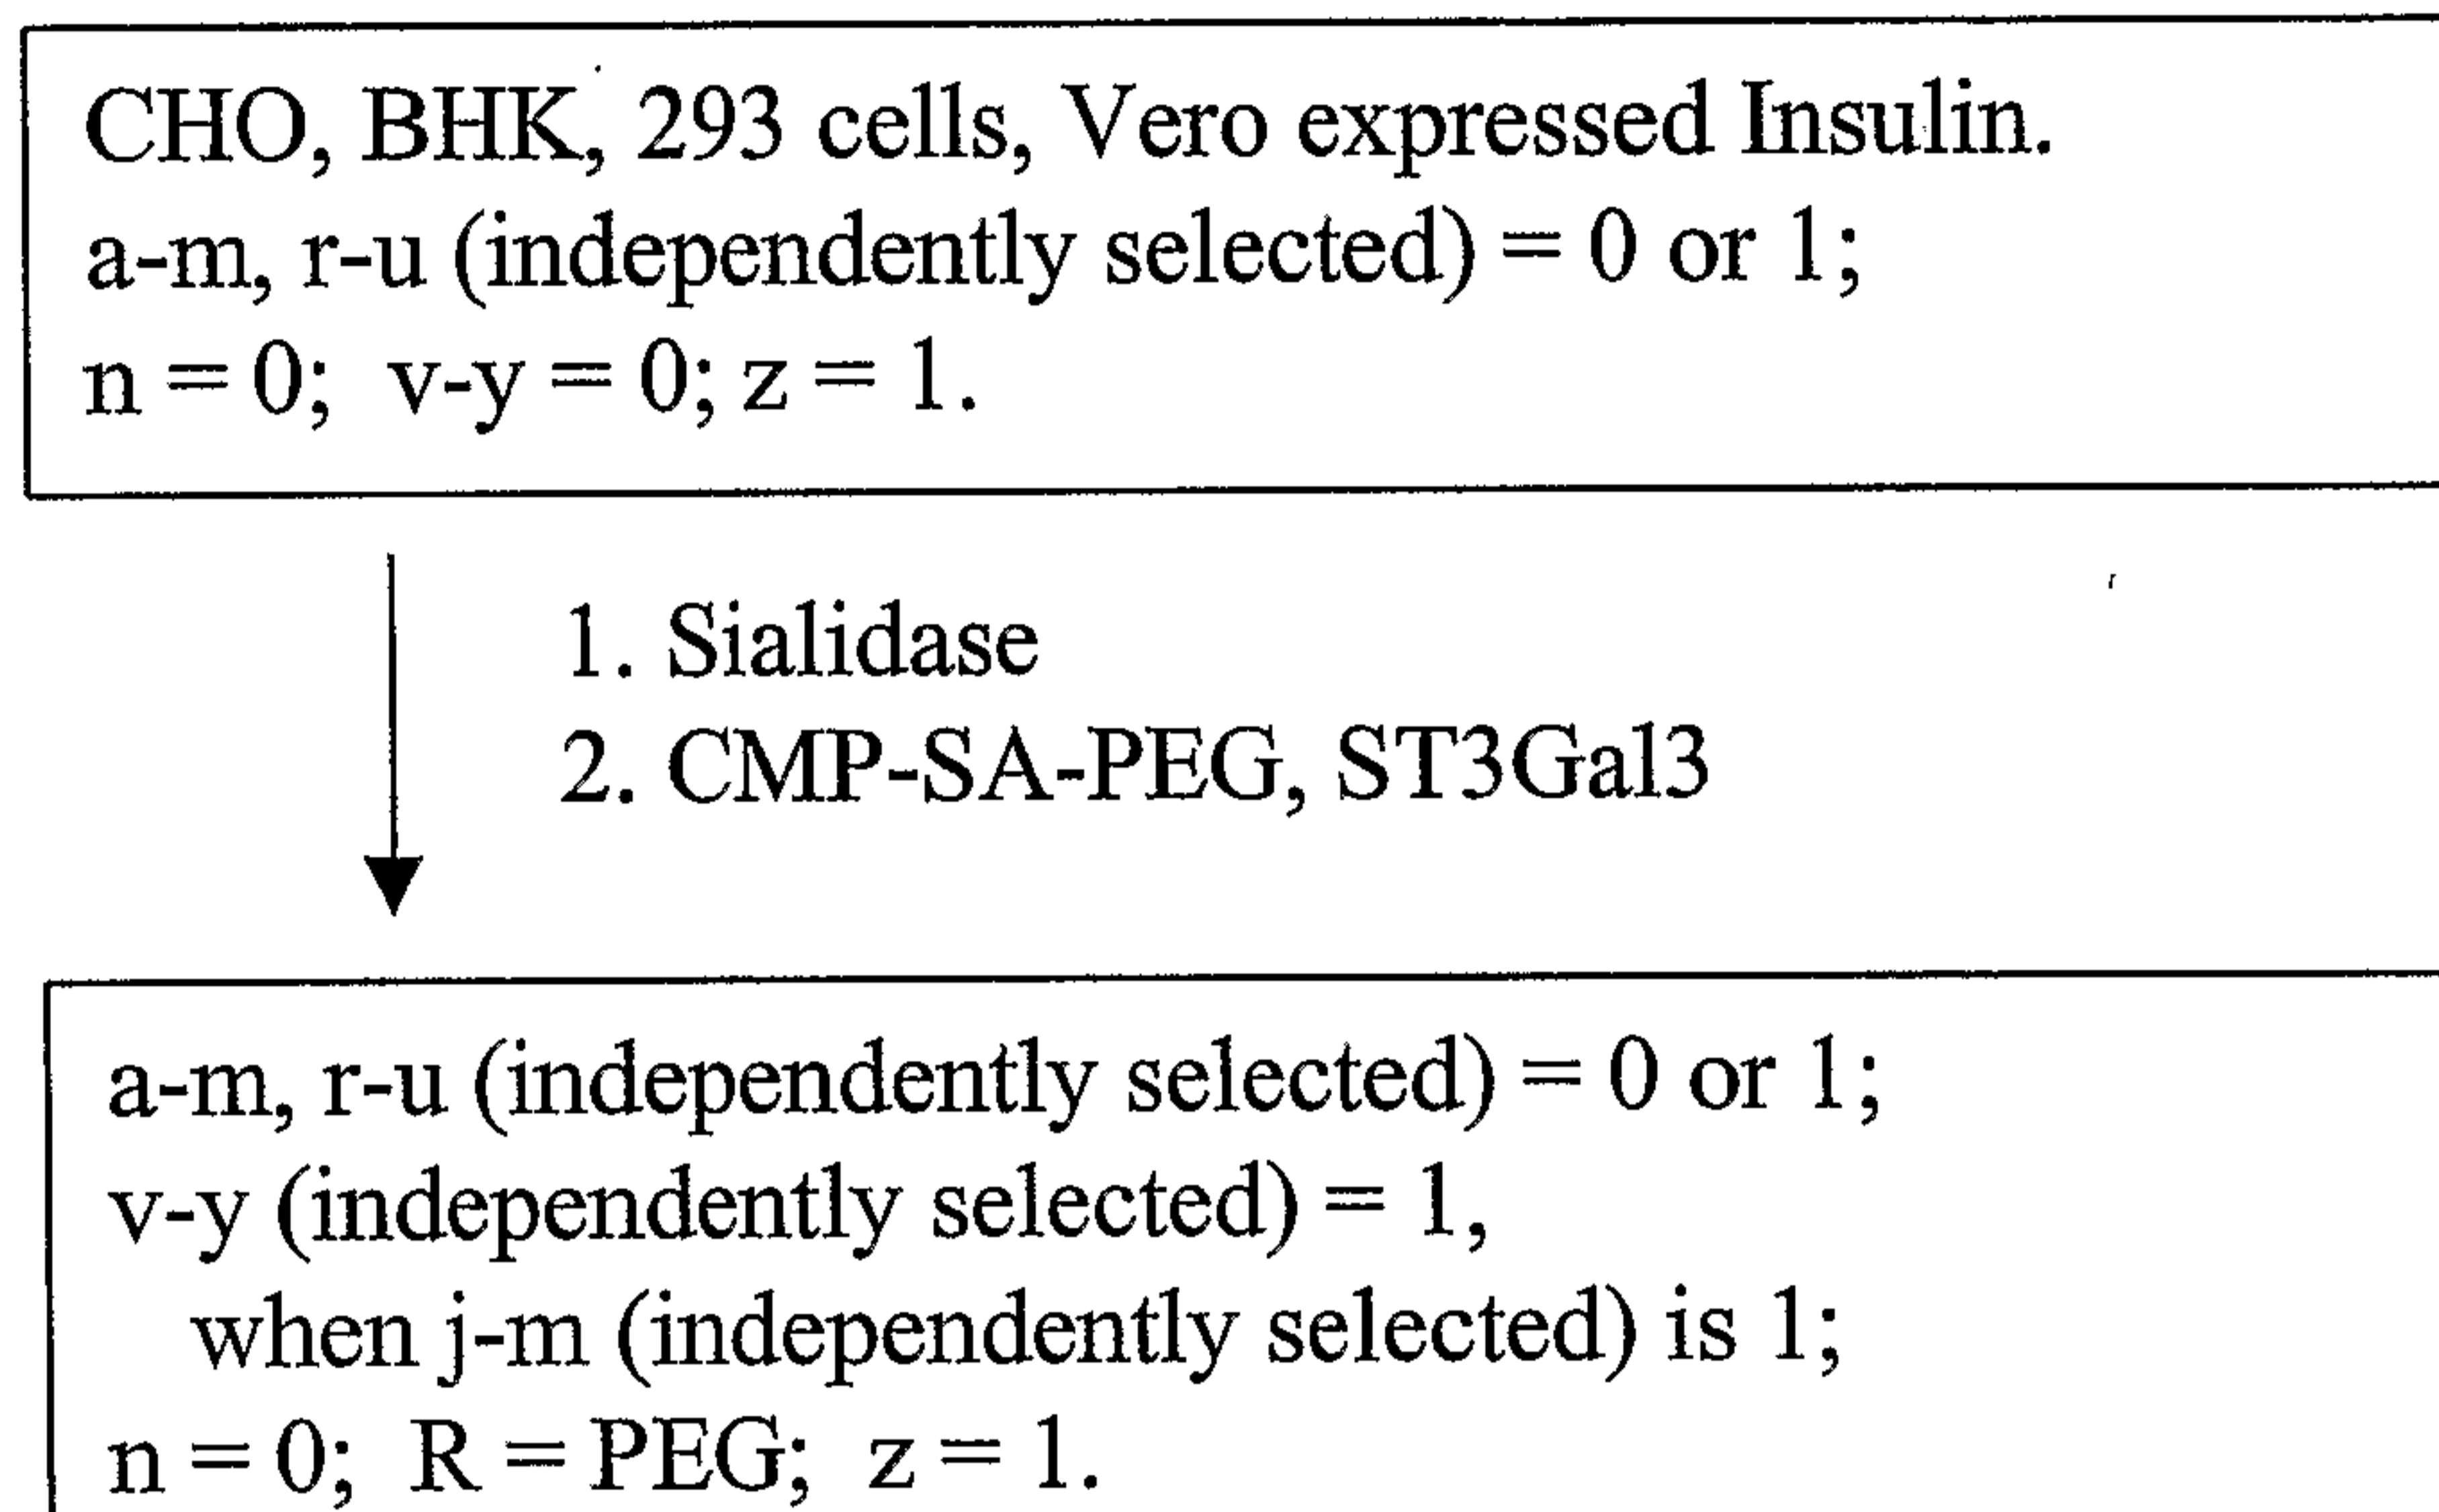 CHO, BHK, 293 cells, Vero expressed Insulin.
a-m, r-u (independently selected) = 0 or 1;
n = 0; v-y = 0; z = 1.
1. Sialidase
2. CMP-SA-PEG, ST3Gal3
a-m, r-u (independently selected) = 0 or 1;
v-y (independently selected) = 1,
when j-m (independently selected) is 1;
n = 0; R = PEG; z = 1.